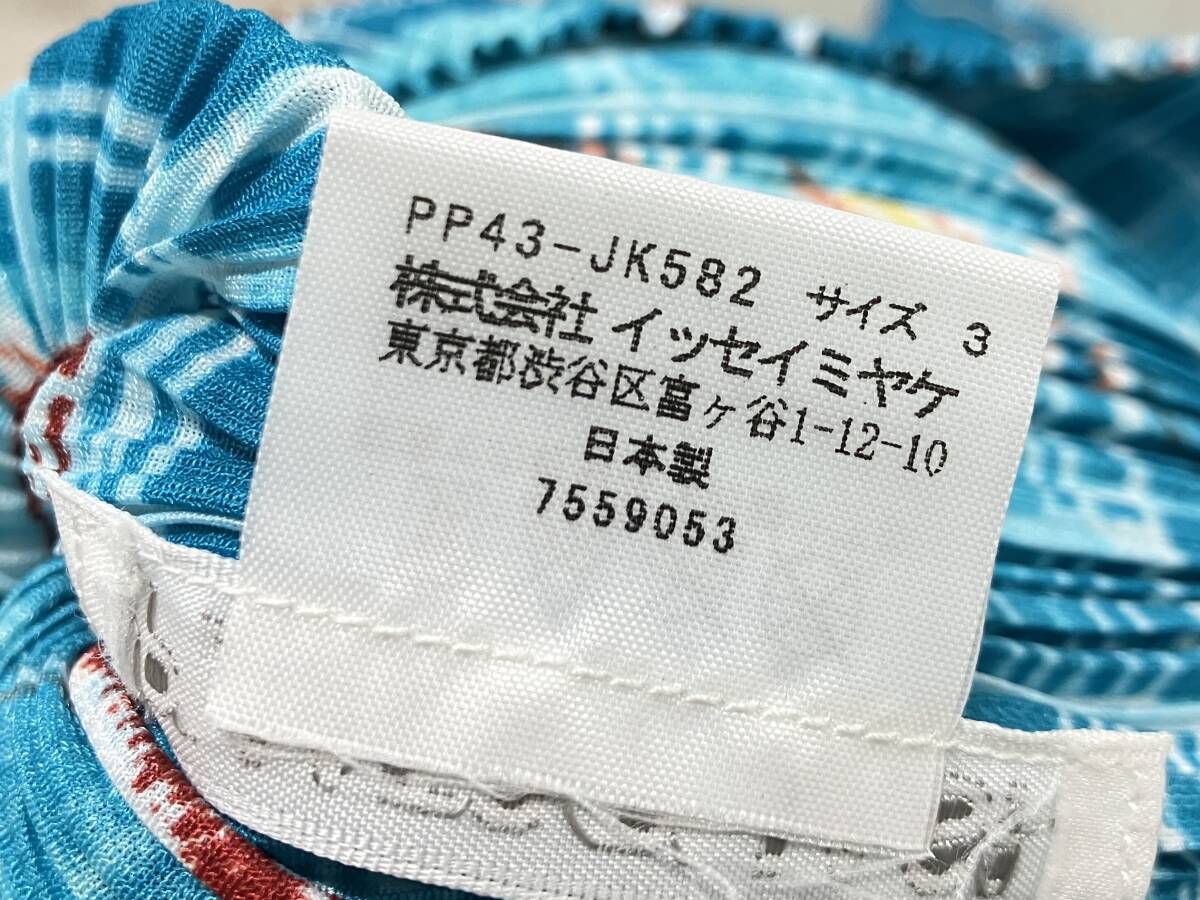 PP43-JK582 サイズ 3
株式会社 イッセイミヤケ
東京都渋谷区富ヶ谷1-12-10
日本製
7559053